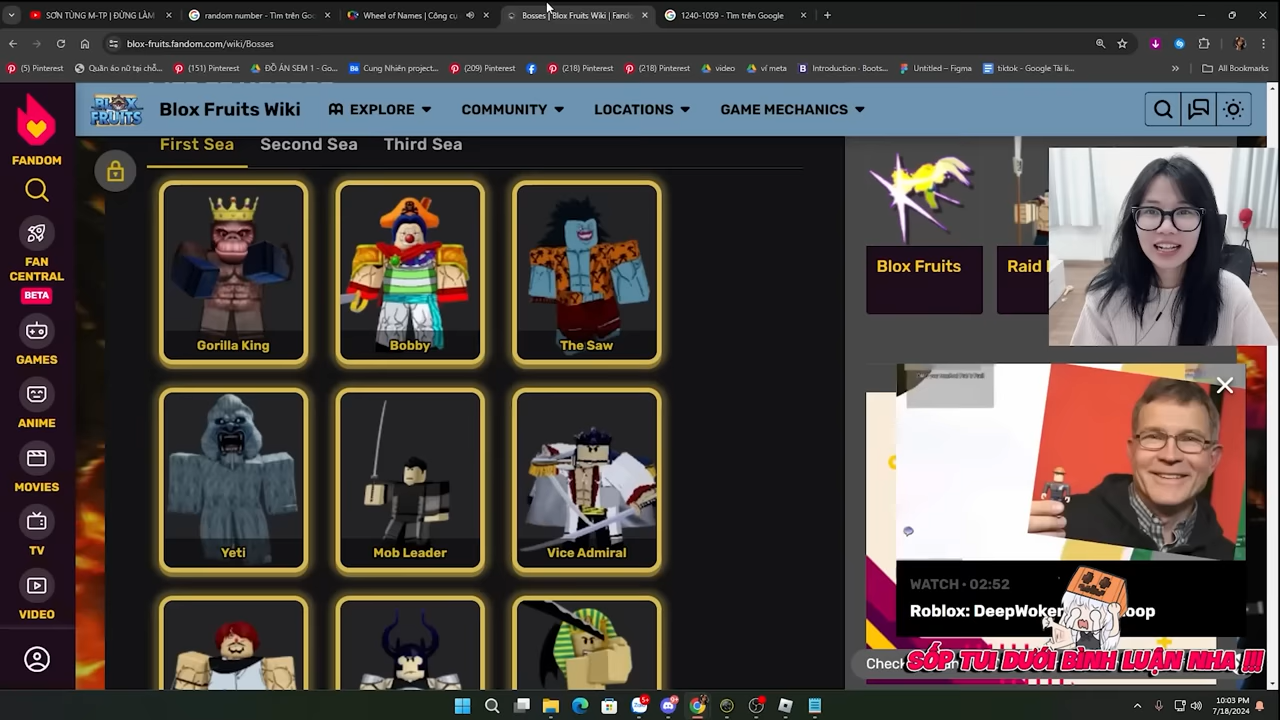 SƠN TÙNG M-TP | ĐỪNG LÀM
random number - Tìm trên Goo
Wheel of Names | Công cụ
Bosses | Blox Fruits Wiki | Fando
1240-1059 - Tìm trên Google
blox-fruits.fandom.com/wiki/Bosses
(5) Pinterest
Quần áo nữ tại chỗ...
(151) Pinterest
ĐỒ ÁN SEM 1 - Go...
Cung Nhiên project...
(209) Pinterest
(218) Pinterest
(218) Pinterest
video
ví meta
Introduction · Boots...
Untitled – Figma
tiktok - Google Tài li...
All Bookmarks
BLOX FRUITS
Blox Fruits Wiki
EXPLORE
COMMUNITY
LOCATIONS
GAME MECHANICS
FANDOM
FAN CENTRAL
BETA
GAMES
ANIME
MOVIES
TV
VIDEO
First Sea
Second Sea
Third Sea
Gorilla King
Bobby
The Saw
Yeti
Mob Leader
Vice Admiral
Blox Fruits
Raid
WATCH • 02:52
Roblox: DeepWoken
SỐP TUI DƯỚI BÌNH LUẬN NHA !!!
10:03 PM
7/18/2024